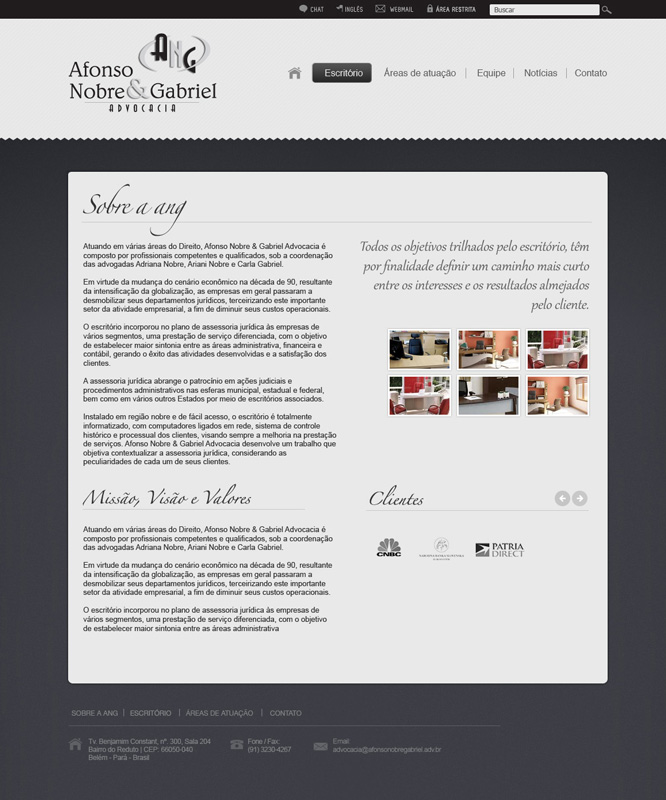 CHAT INGLÊS WEBMAIL ÁREA RESTRITA Buscar
ANG
Afonso
Nobre & Gabriel
ADVOCACIA
Escritório Áreas de atuação | Equipe | Notícias | Contato
Sobre a ang
Atuando em várias áreas do Direito, Afonso Nobre & Gabriel Advocacia é
composto por profissionais competentes e qualificados, sob a coordenação
das advogadas Adriana Nobre, Ariani Nobre e Carla Gabriel.
Em virtude da mudança do cenário econômico na década de 90, resultante
da intensificação da globalização, as empresas em geral passaram a
desmobilizar seus departamentos jurídicos, terceirizando este importante
setor da atividade empresarial, a fim de diminuir seus custos operacionais.
O escritório incorporou no plano de assessoria jurídica às empresas de
vários segmentos, uma prestação de serviço diferenciada, com o objetivo
de estabelecer maior sintonia entre as áreas administrativa, financeira e
contábil, gerando o êxito das atividades desenvolvidas e a satisfação dos
clientes.
A assessoria jurídica abrange o patrocínio em ações judiciais e
procedimentos administrativos nas esferas municipal, estadual e federal,
bem como em vários outros Estados por meio de escritórios associados.
Instalado em região nobre e de fácil acesso, o escritório é totalmente
informatizado, com computadores ligados em rede, sistema de controle
histórico e processual dos clientes, visando sempre a melhoria na prestação
de serviços. Afonso Nobre & Gabriel Advocacia desenvolve um trabalho que
objetiva contextualizar a assessoria jurídica, considerando as
peculiaridades de cada um de seus clientes.
Todos os objetivos trilhados pelo escritório, têm
por finalidade definir um caminho mais curto
entre os interesses e os resultados almejados
pelo cliente.
Missão, Visão e Valores
Atuando em várias áreas do Direito, Afonso Nobre & Gabriel Advocacia é
composto por profissionais competentes e qualificados, sob a coordenação
das advogadas Adriana Nobre, Ariani Nobre e Carla Gabriel.
Em virtude da mudança do cenário econômico na década de 90, resultante
da intensificação da globalização, as empresas em geral passaram a
desmobilizar seus departamentos jurídicos, terceirizando este importante
setor da atividade empresarial, a fim de diminuir seus custos operacionais.
O escritório incorporou no plano de assessoria jurídica às empresas de
vários segmentos, uma prestação de serviço diferenciada, com o objetivo
de estabelecer maior sintonia entre as áreas administrativa
Clientes
CNBC
PATRIA
DIRECT
SOBRE A ANG | ESCRITÓRIO | ÁREAS DE ATUAÇÃO | CONTATO
Tv. Benjamim Constant, nº. 300, Sala 204
Bairro do Reduto | CEP: 66050-040
Belém - Pará - Brasil
Fone / Fax:
(91) 3230-4267
Email:
advocacia@afonsonobregabriel.adv.br